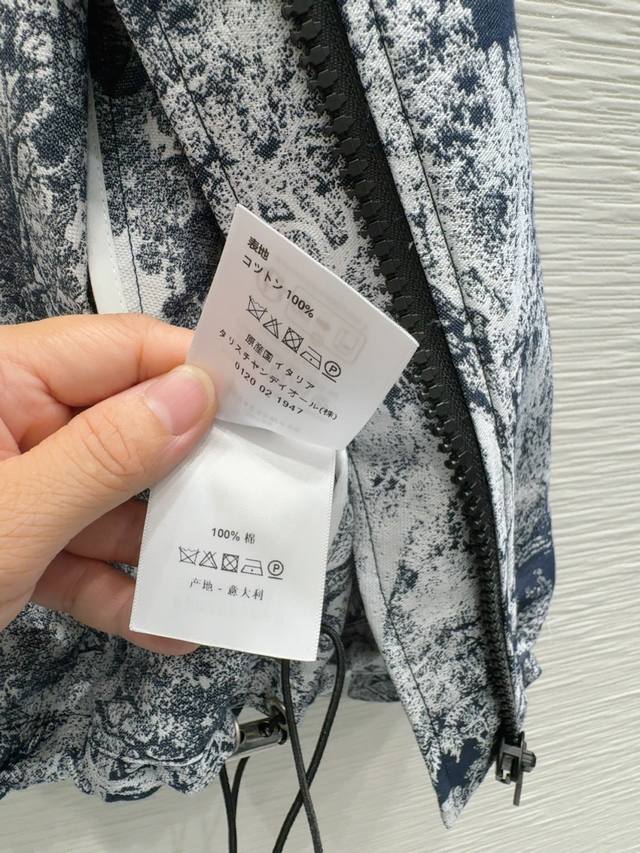 表地
コットン 100%
原産国 イタリア
タリスチャンディオール(株)
0120 02 1947
100% 棉
产地 - 意大利